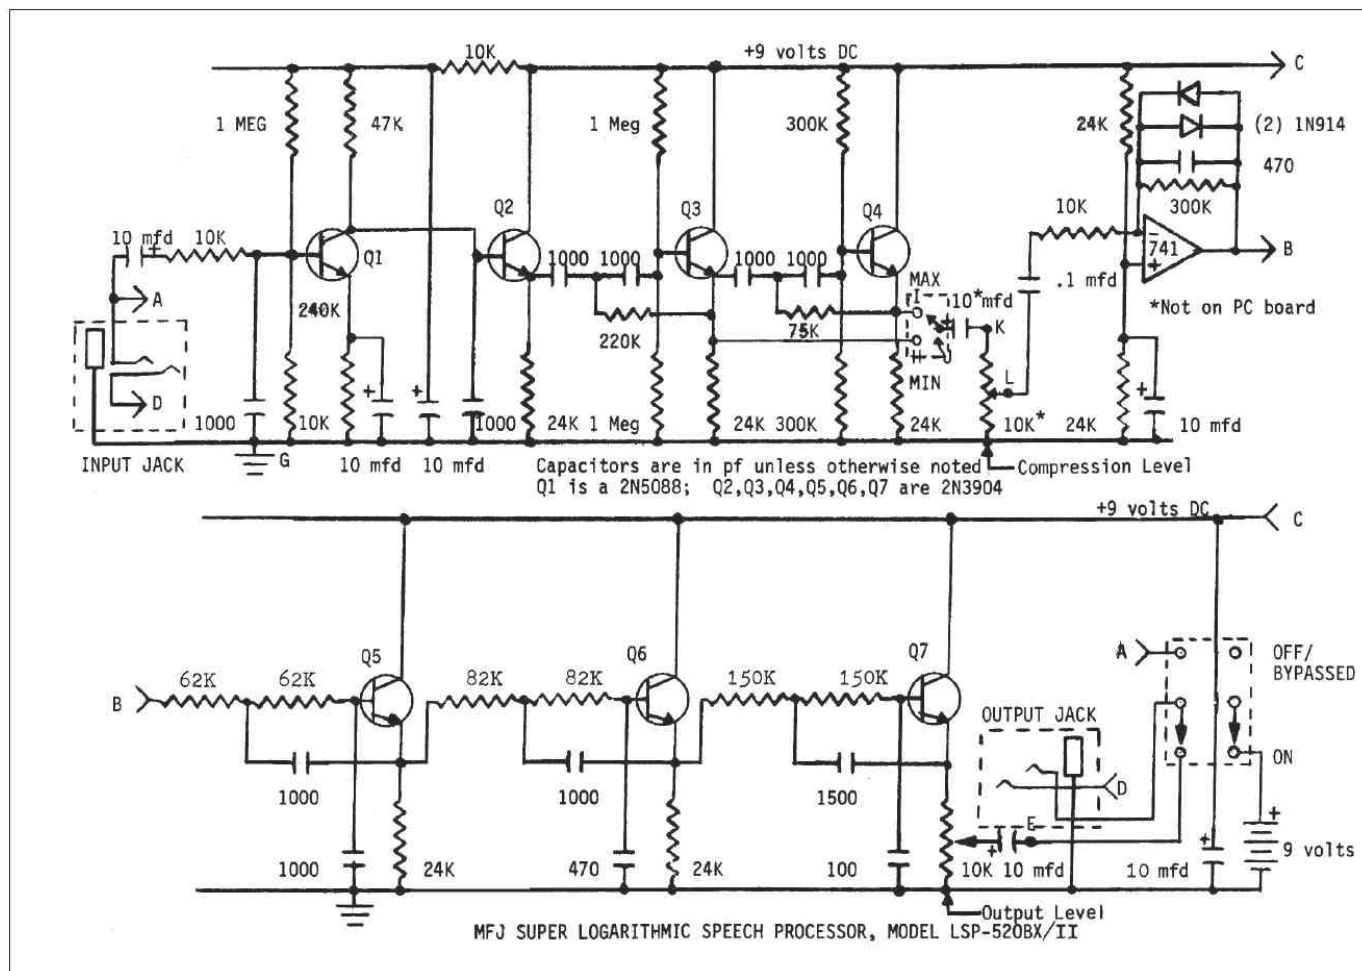 10K
+9 volts DC
C
1 MEG
47K
1 Meg
300K
24K
(2) 1N914
470
300K
10 mfd
+
10K
Q1
Q2
Q3
Q4
10K
-
741
+
B
1000
1000
1000
1000
.1 mfd
*Not on PC board
A
240K
220K
75K
MAX
I
10*mfd
K
H
J
MIN
L
D
1000
10K
+
+
1000
24K
1 Meg
24K
300K
24K
10K*
24K
+
10 mfd
INPUT JACK
G
10 mfd
10 mfd
Capacitors are in pf unless otherwise noted
Compression Level
Q1 is a 2N5088; Q2,Q3,Q4,Q5,Q6,Q7 are 2N3904
+9 volts DC
C
B
62K
62K
Q5
82K
82K
Q6
150K
150K
Q7
A
OFF/
BYPASSED
OUTPUT JACK
ON
D
1000
1000
1500
E
+
+
+
1000
24K
470
24K
100
10K
10 mfd
10 mfd
9 volts
Output Level
MFJ SUPER LOGARITHMIC SPEECH PROCESSOR, MODEL LSP-520BX/II